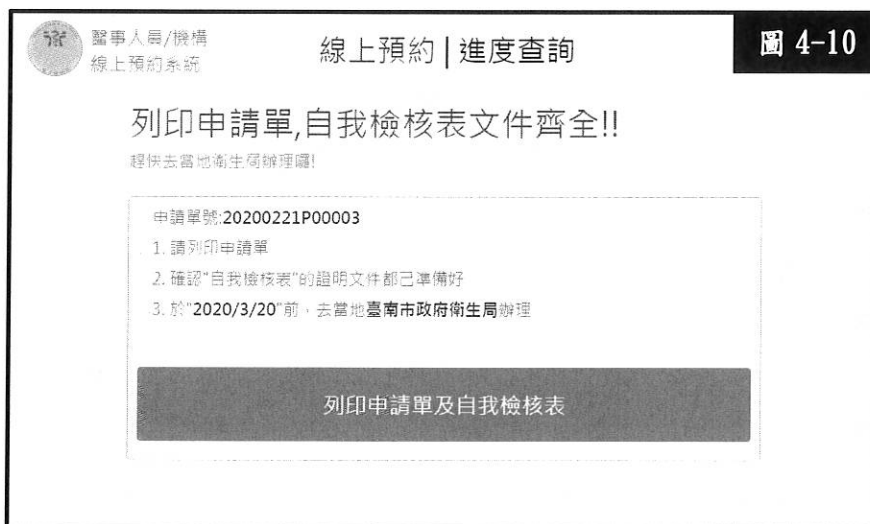 醫事人員/機構
線上預約系統
線上預約 | 進度查詢
圖 4-10
列印申請單,自我檢核表文件齊全!!
趕快去當地衛生局辦理囉!
申請單號:20200221P00003
1. 請列印申請單
2. 確認"自我檢核表"的證明文件都已準備好
3. 於"2020/3/20"前，去當地臺南市政府衛生局辦理
列印申請單及自我檢核表